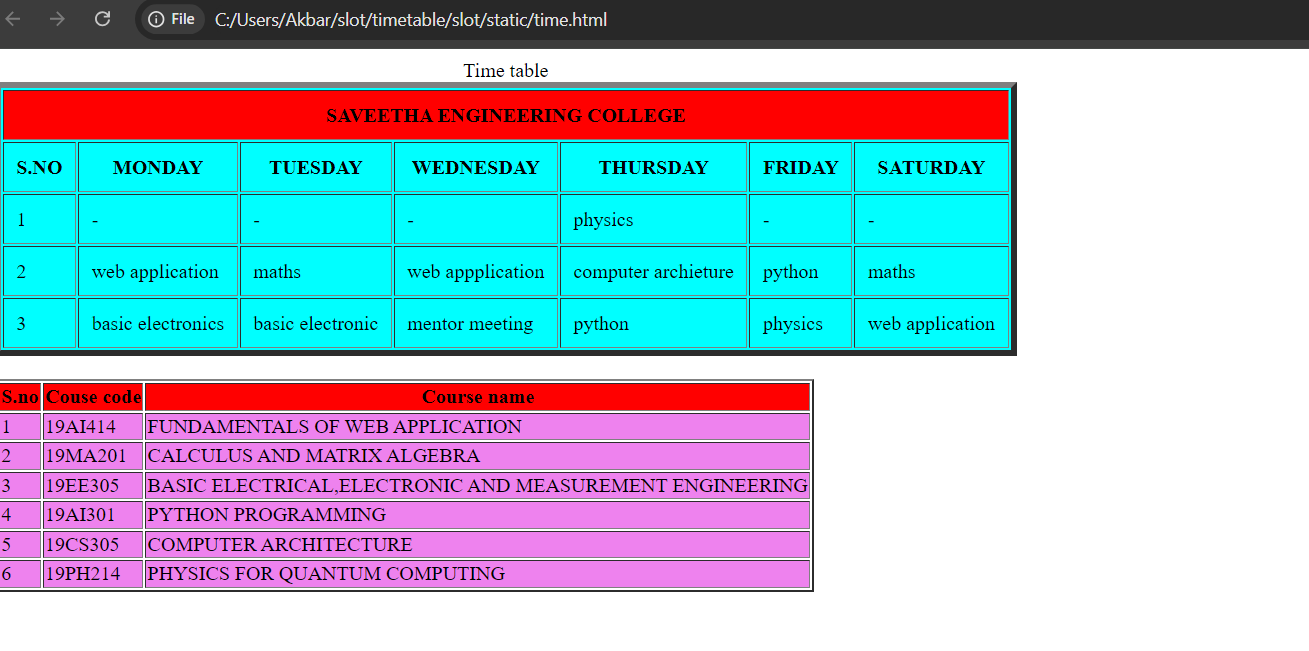 File C:/Users/Akbar/slot/timetable/slot/static/time.html
Time table
SAVEETHA ENGINEERING COLLEGE
S.NO MONDAY TUESDAY WEDNESDAY THURSDAY FRIDAY SATURDAY
1 - - - physics - -
2 web application maths web appplication computer archieture python maths
3 basic electronics basic electronic mentor meeting python physics web application
S.no Couse code Course name
1 19AI414 FUNDAMENTALS OF WEB APPLICATION
2 19MA201 CALCULUS AND MATRIX ALGEBRA
3 19EE305 BASIC ELECTRICAL,ELECTRONIC AND MEASUREMENT ENGINEERING
4 19AI301 PYTHON PROGRAMMING
5 19CS305 COMPUTER ARCHITECTURE
6 19PH214 PHYSICS FOR QUANTUM COMPUTING